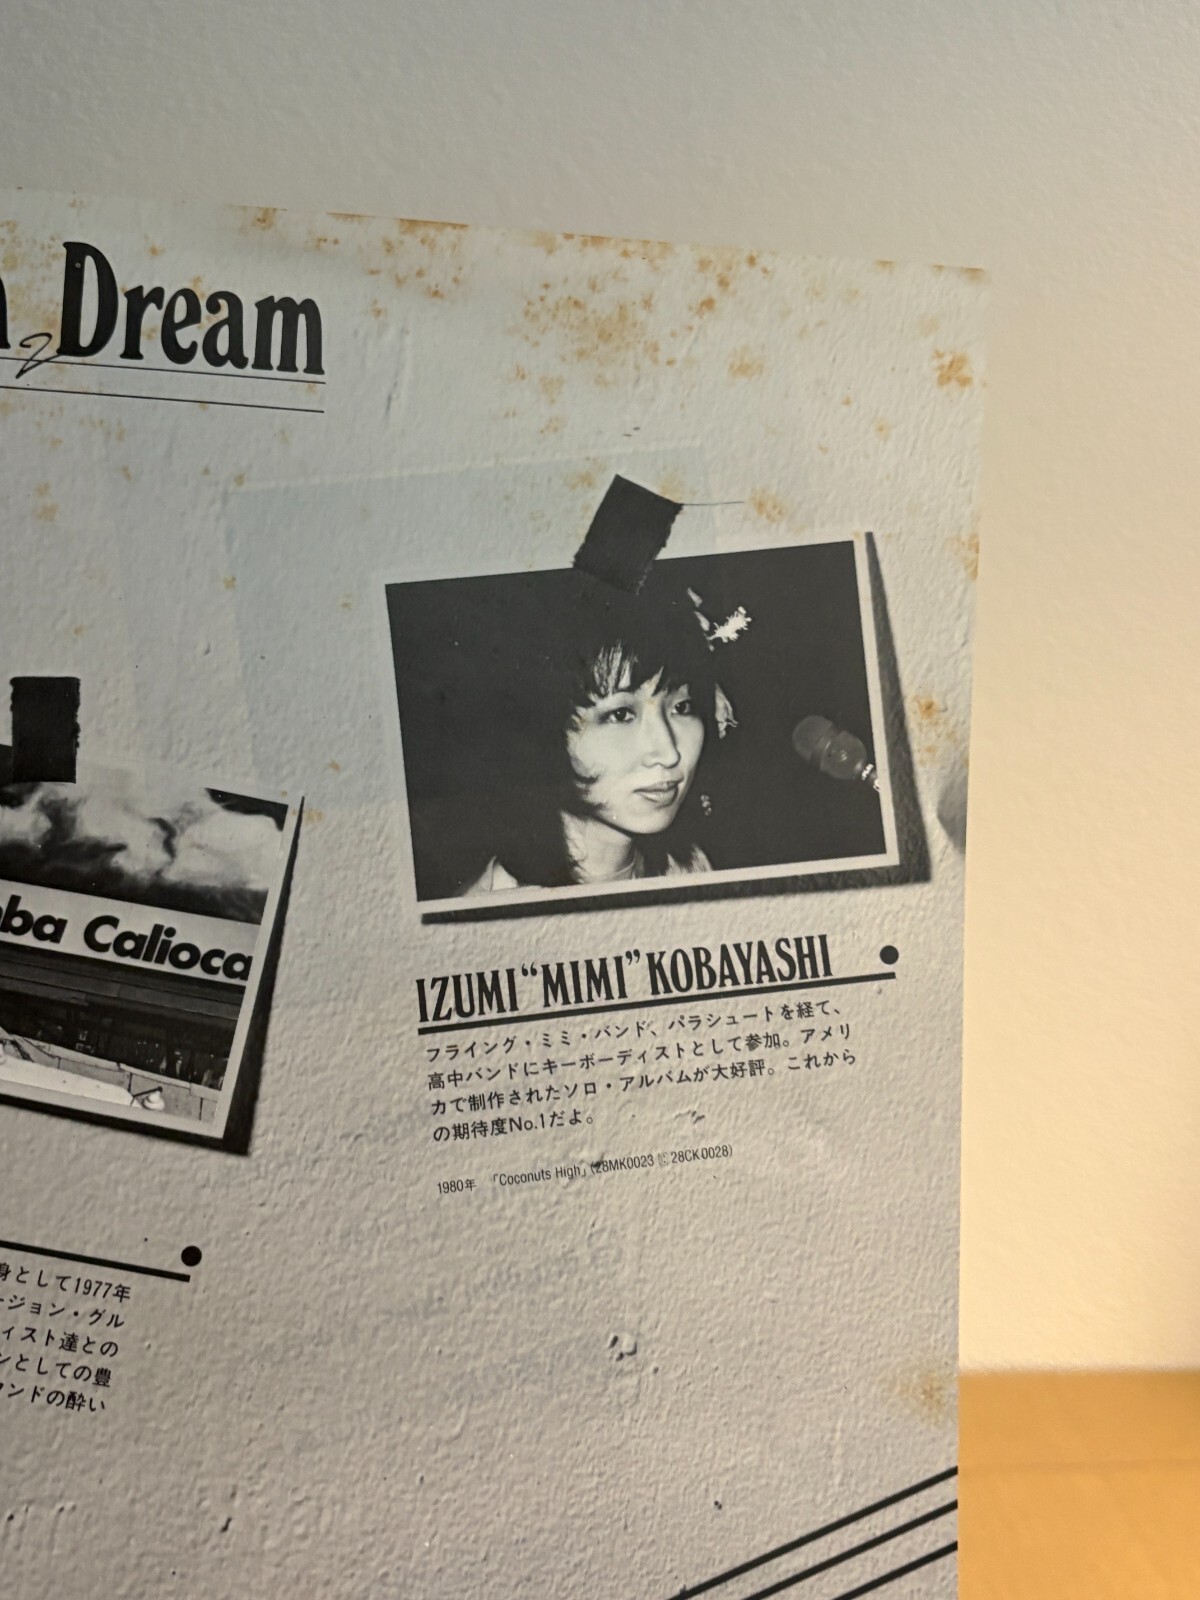 Dream
IZUMI“MIMI”KOBAYASHI
フライング・ミミ・バンド、パラシュートを経て、
高中バンドにキーボーディストとして参加。アメリ
カで制作されたソロ・アルバムが大好評。これから
の期待度No.1だよ。
1980年 「Coconuts High」(28MK0023 28CK0028)
ba Calioca
身として1977年
ージョン・グル
ィスト達との
ンとしての豊
ウンドの酔い